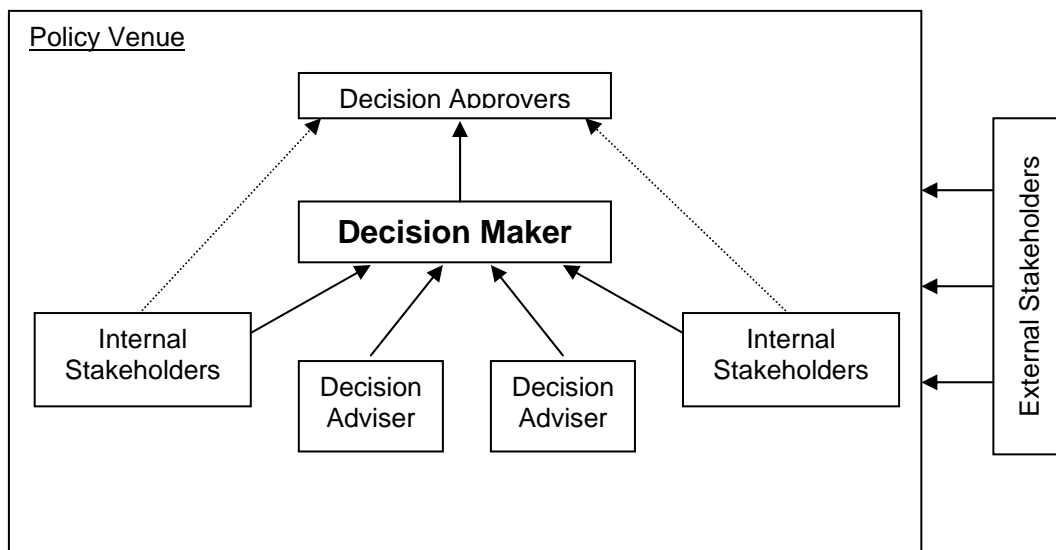 Policy Venue
Decision Approvers
Decision Maker
Internal
Stakeholders
Decision
Adviser
Decision
Adviser
Internal
Stakeholders
External Stakeholders